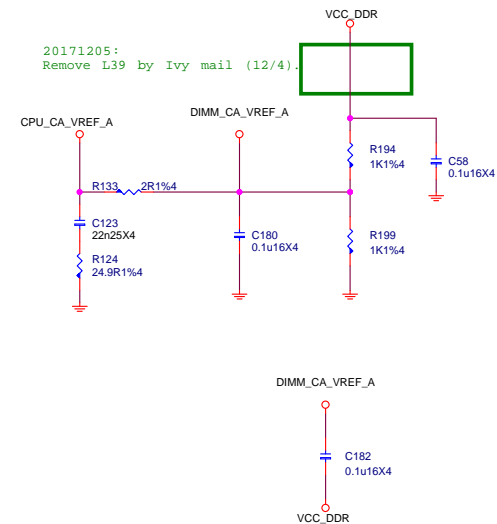 VCC_DDR
20171205:
Remove L39 by Ivy mail (12/4).
CPU_CA_VREF_A
DIMM_CA_VREF_A
R194
1K1%4
C58
0.1u16X4
R133
2R1%4
C123
22n25X4
C180
0.1u16X4
R199
1K1%4
R124
24.9R1%4
DIMM_CA_VREF_A
C182
0.1u16X4
VCC_DDR